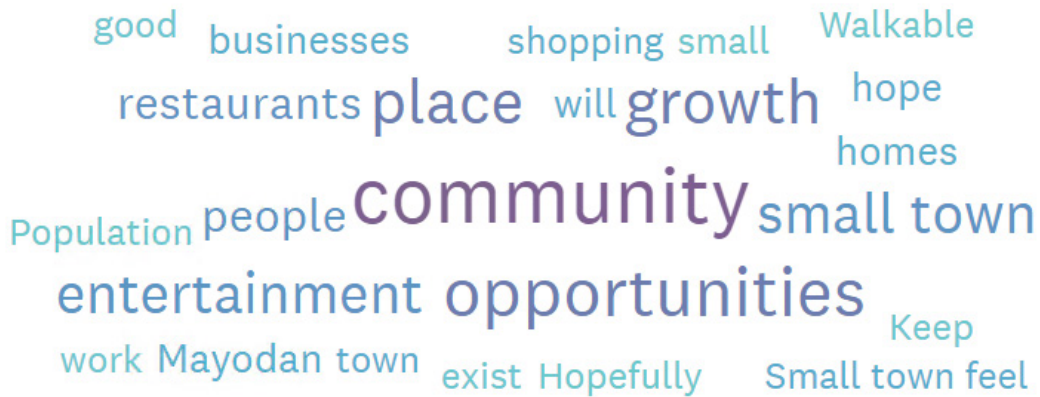 good businesses shopping small Walkable
restaurants place will growth hope
homes
Population people community small town
entertainment opportunities
Keep
work Mayodan town exist Hopefully Small town feel